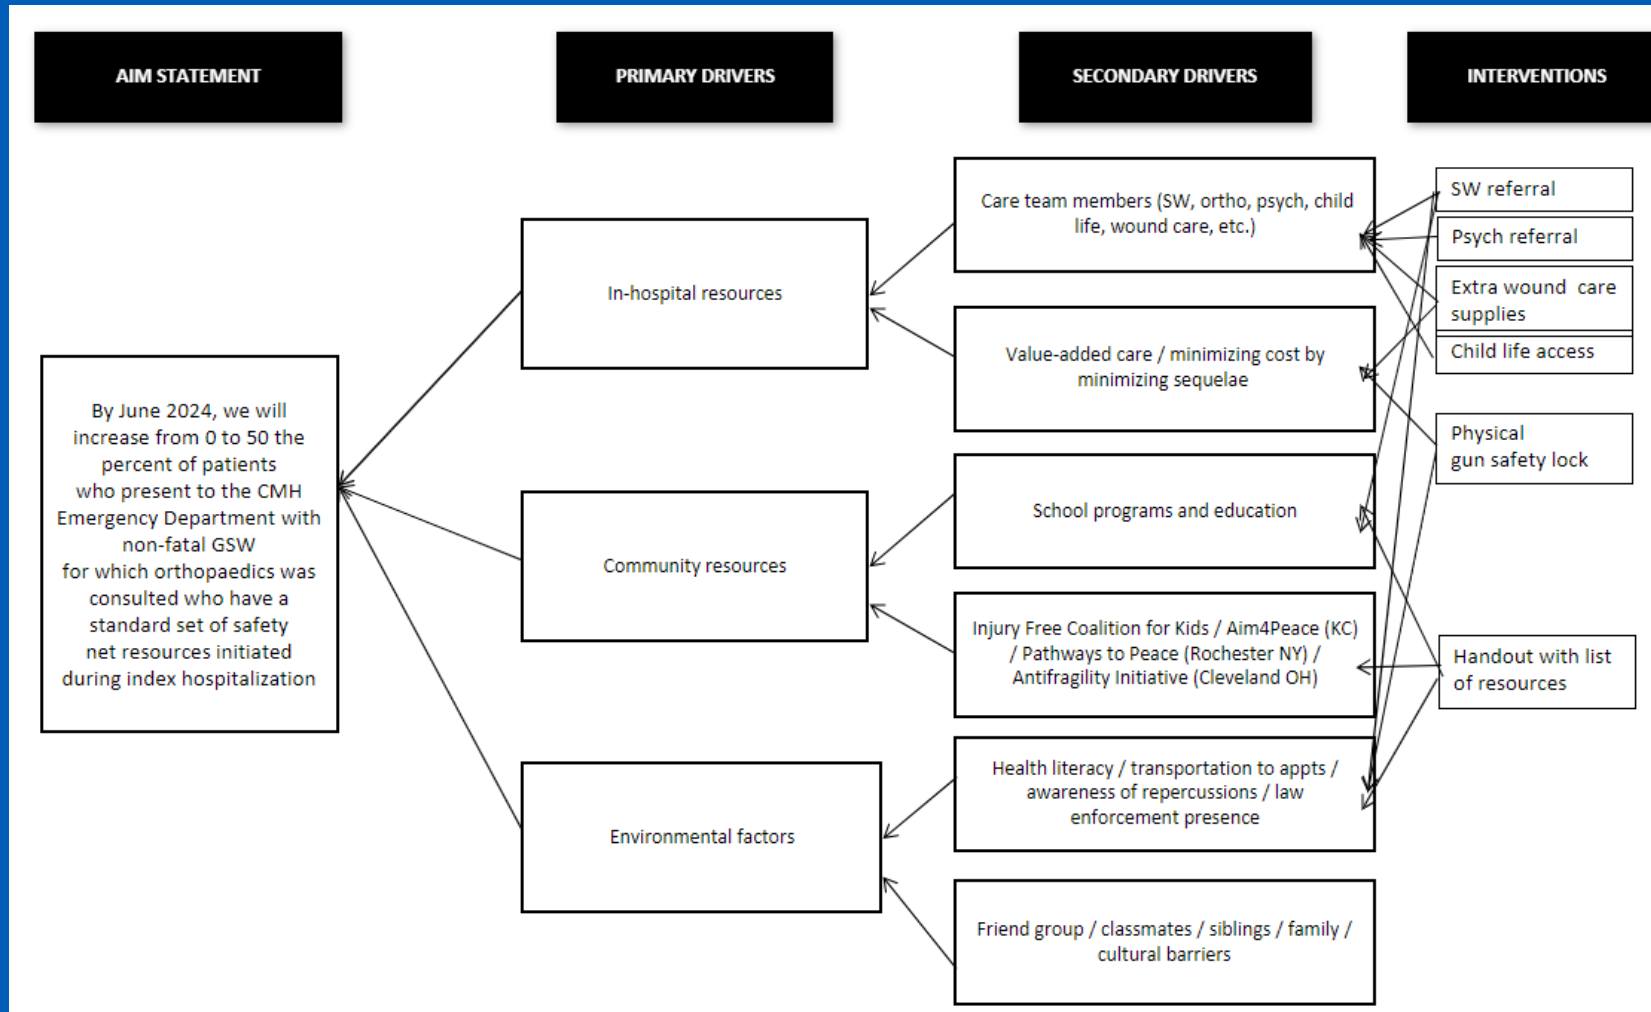 AIM STATEMENT
PRIMARY DRIVERS
SECONDARY DRIVERS
INTERVENTIONS
By June 2024, we will
increase from 0 to 50 the
percent of patients
who present to the CMH
Emergency Department with
non-fatal GSW
for which orthopaedics was
consulted who have a
standard set of safety
net resources initiated
during index hospitalization
In-hospital resources
Community resources
Environmental factors
Care team members (SW, ortho, psych, child
life, wound care, etc.)
Value-added care / minimizing cost by
minimizing sequelae
School programs and education
Injury Free Coalition for Kids / Aim4Peace (KC)
/ Pathways to Peace (Rochester NY) /
Antifragility Initiative (Cleveland OH)
Health literacy / transportation to appts /
awareness of repercussions / law
enforcement presence
Friend group / classmates / siblings / family /
cultural barriers
SW referral
Psych referral
Extra wound care
supplies
Child life access
Physical
gun safety lock
Handout with list
of resources